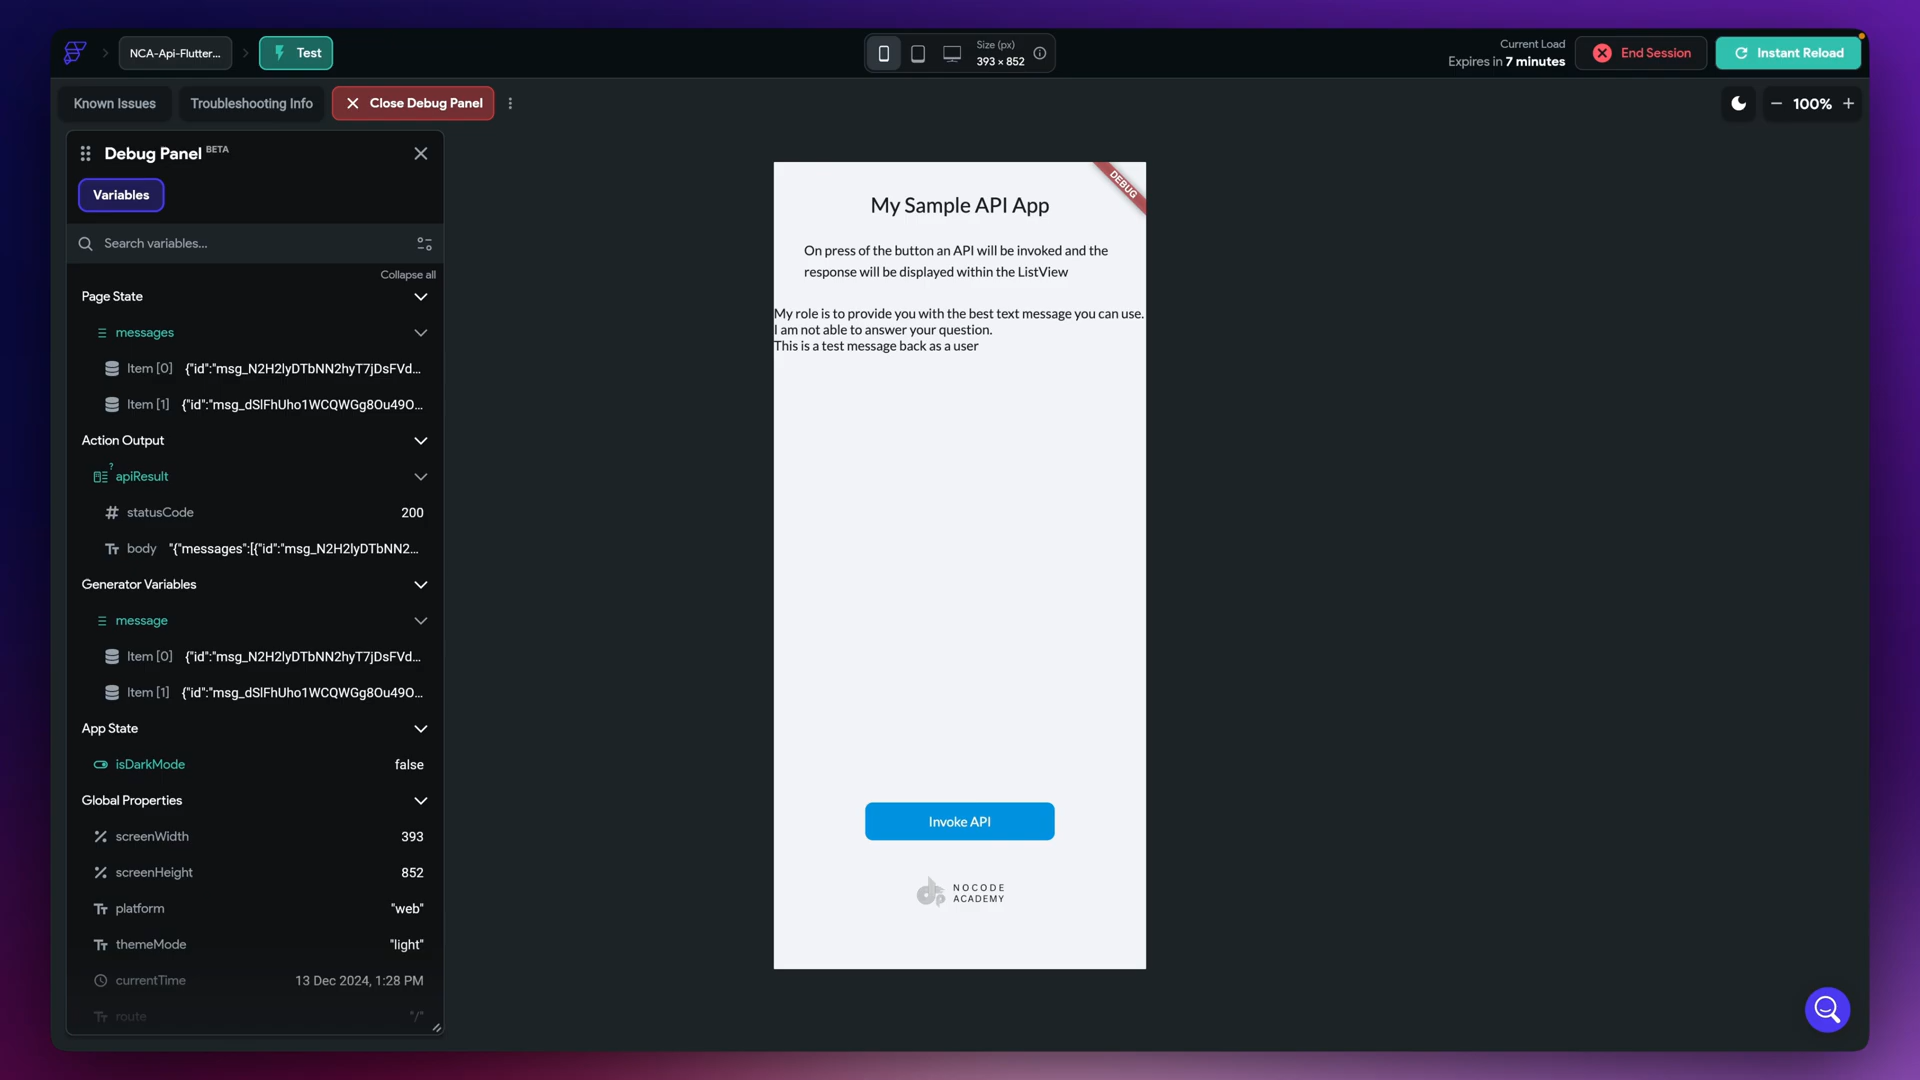 NCA-Api-Flutter...
Test
Size (px)
393 × 852
Current Load
Expires in 7 minutes
End Session
Instant Reload
Known Issues
Troubleshooting Info
Close Debug Panel
100%
Debug Panel BETA
Variables
Search variables...
Collapse all
Page State
messages
Item [0] {"id":"msg_N2H2lyDTbNN2hyT7jDsFVd...
Item [1] {"id":"msg_dSlFhUho1WCQWGg8Ou49O...
Action Output
? apiResult
statusCode 200
body "{"messages":[{"id":"msg_N2H2lyDTbNN2...
Generator Variables
message
Item [0] {"id":"msg_N2H2lyDTbNN2hyT7jDsFVd...
Item [1] {"id":"msg_dSlFhUho1WCQWGg8Ou49O...
App State
isDarkMode false
Global Properties
screenWidth 393
screenHeight 852
platform "web"
themeMode "light"
currentTime 13 Dec 2024, 1:28 PM
route "/"
DEBUG
My Sample API App
On press of the button an API will be invoked and the
response will be displayed within the ListView
My role is to provide you with the best text message you can use.
I am not able to answer your question.
This is a test message back as a user
Invoke API
NOCODE
ACADEMY